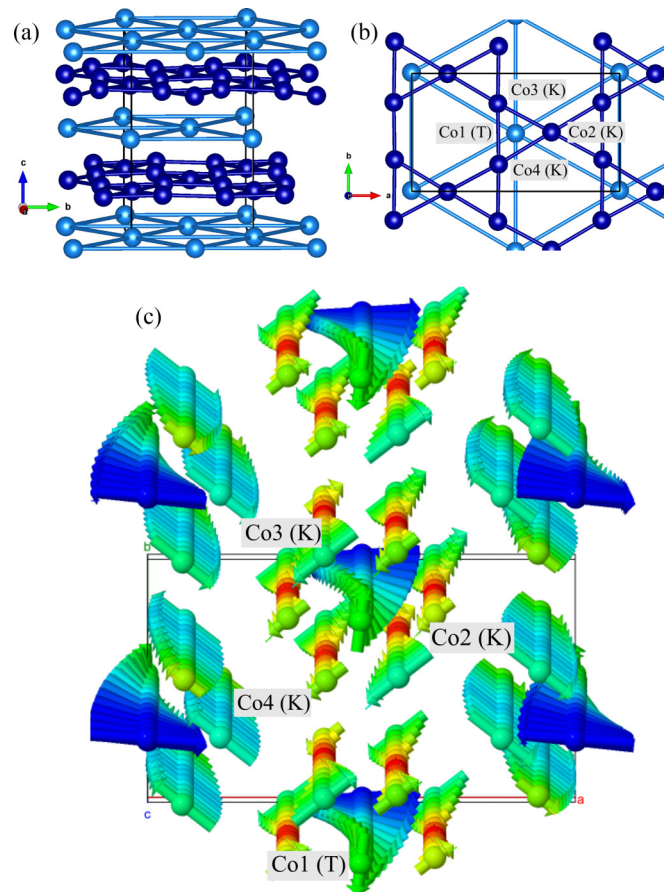 (a)
c
a
b
(b)
Co3 (K)
Co1 (T)
Co2 (K)
Co4 (K)
b
a
(c)
Co3 (K)
b
Co2 (K)
Co4 (K)
a
c
Co1 (T)